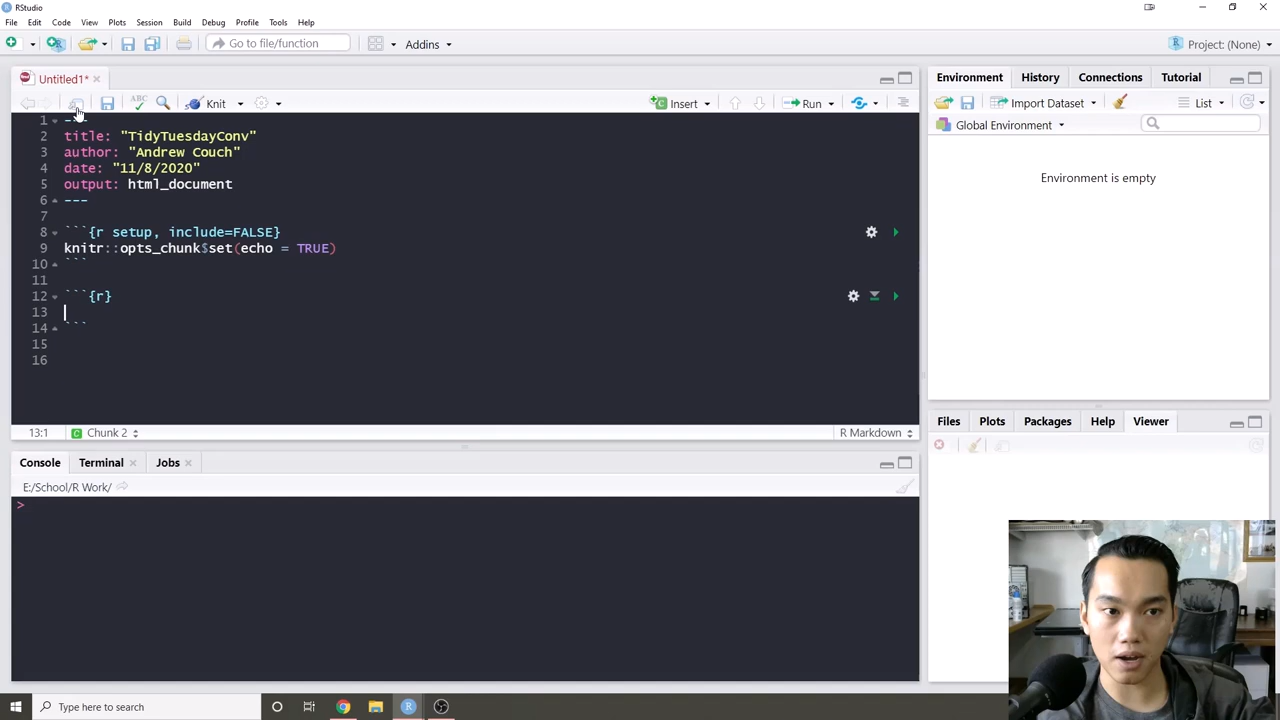 RStudio
File Edit Code View Plots Session Build Debug Profile Tools Help
Go to file/function
Addins
Project: (None)
Untitled1*
ABC
Knit
Insert
Run
1 ---
2 title: "TidyTuesdayConv"
3 author: "Andrew Couch"
4 date: "11/8/2020"
5 output: html_document
6 ---
7
8 ```{r setup, include=FALSE}
9 knitr::opts_chunk$set(echo = TRUE)
10 ```
11
12 ```{r}
13
14 ```
15
16
13:1 Chunk 2 R Markdown
Console Terminal Jobs
E:/School/R Work/
>
Environment History Connections Tutorial
Import Dataset List
Global Environment
Environment is empty
Files Plots Packages Help Viewer
Type here to search